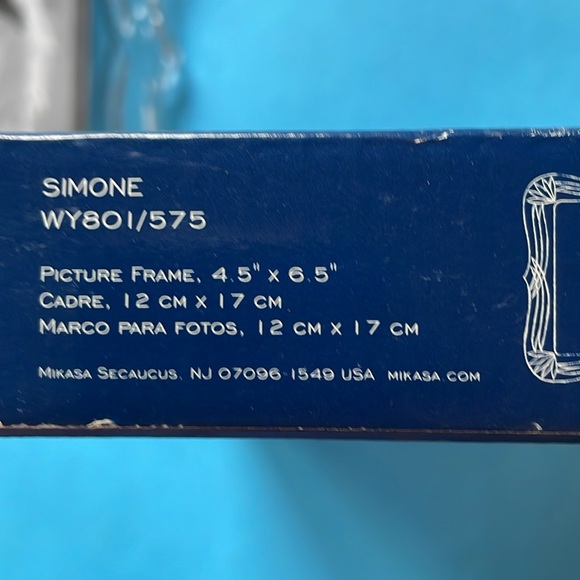 SIMONE
WY801/575
PICTURE FRAME, 4.5" X 6.5"
CADRE, 12 CM X 17 CM
MARCO PARA FOTOS, 12 CM X 17 CM
MIKASA SECAUCUS, NJ 07096-1549 USA MIKASA.COM